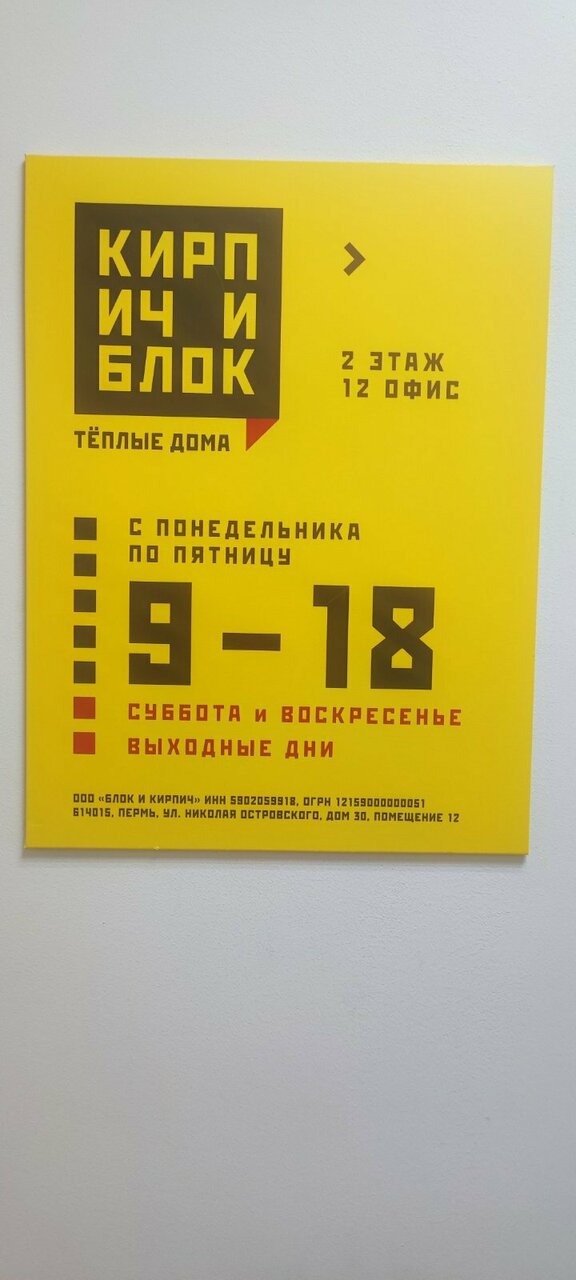 КИРП
ИЧ И
БЛОК
ТЁПЛЫЕ ДОМА
>
2 ЭТАЖ
12 ОФИС
С ПОНЕДЕЛЬНИКА
ПО ПЯТНИЦУ
9 – 18
СУББОТА И ВОСКРЕСЕНЬЕ
ВЫХОДНЫЕ ДНИ
ООО «БЛОК И КИРПИЧ» ИНН 5902059918, ОГРН 1215900000051
614015, ПЕРМЬ, УЛ. НИКОЛАЯ ОСТРОВСКОГО, ДОМ 30, ПОМЕЩЕНИЕ 12